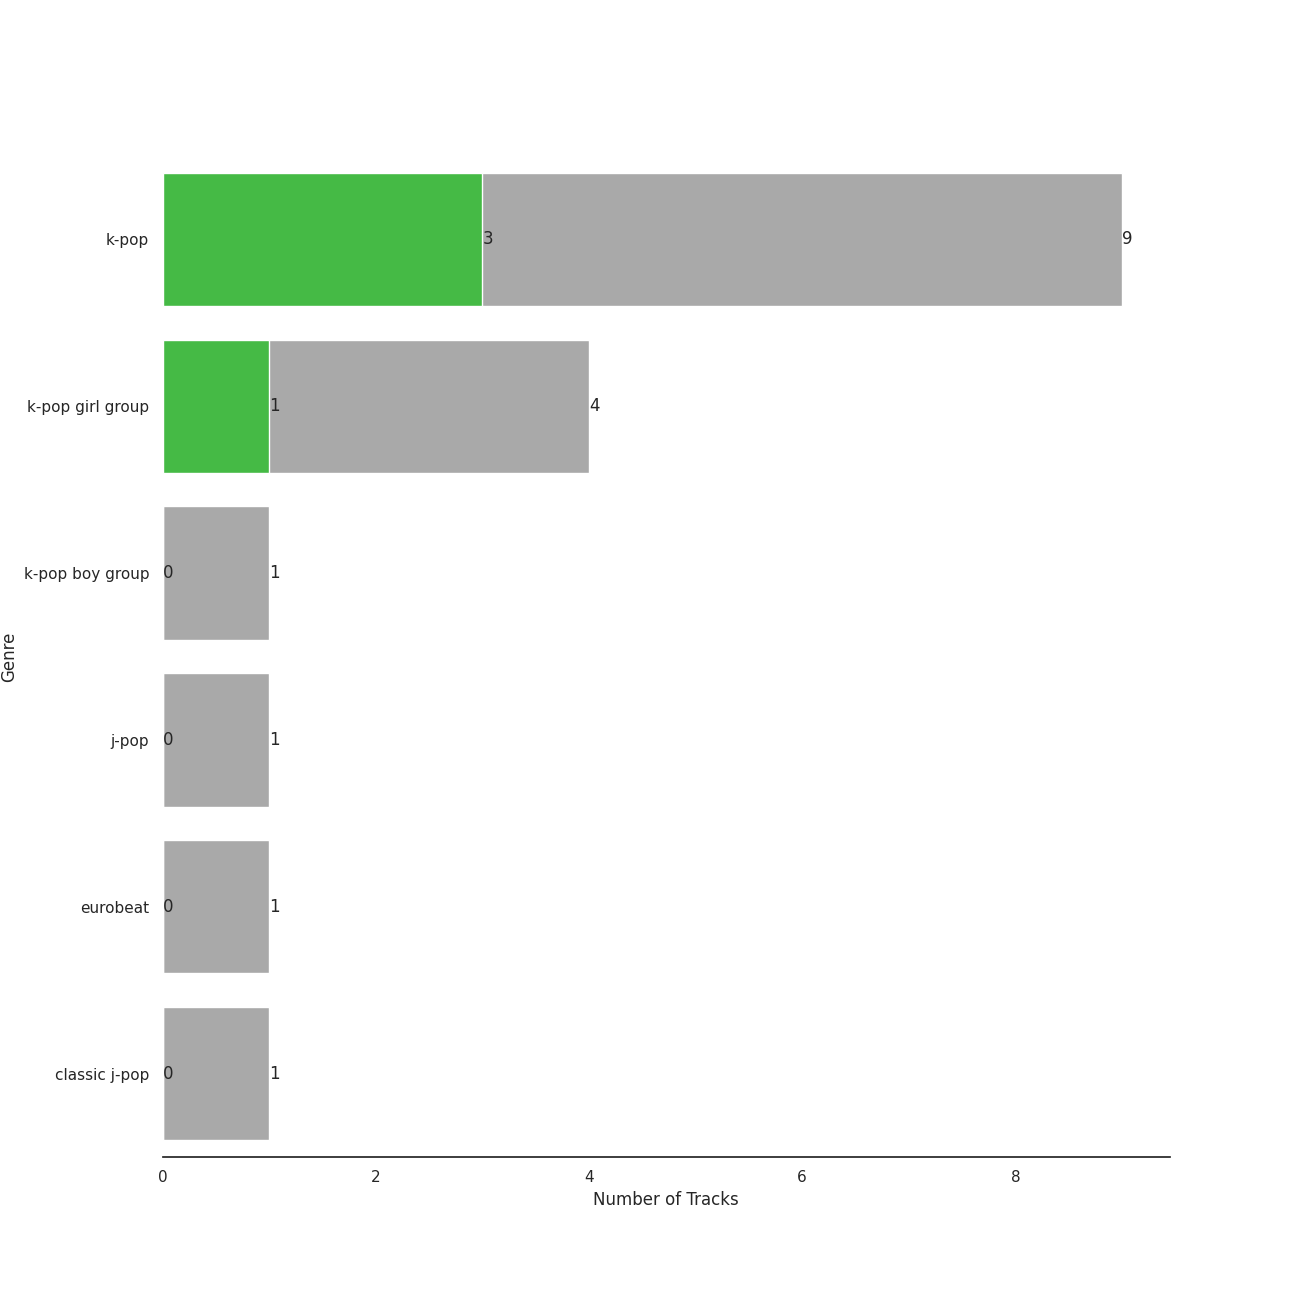 k-pop 3 9
k-pop girl group 1 4
k-pop boy group 0 1
j-pop 0 1
eurobeat 0 1
classic j-pop 0 1
Genre
0 2 4 6 8
Number of Tracks